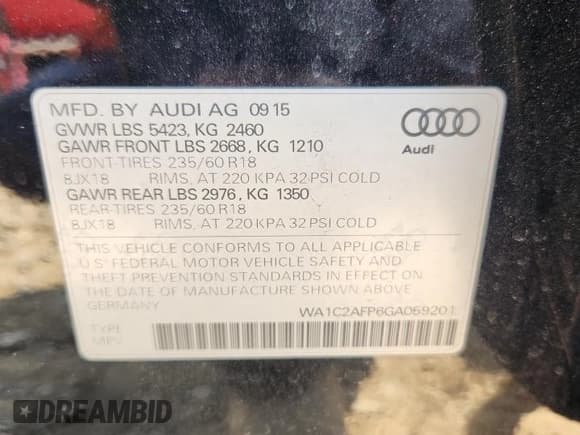 MFD. BY AUDI AG 09 15
GVWR LBS 5423, KG 2460
GAWR FRONT LBS 2668, KG 1210
FRONT-TIRES 235/60 R18
8JX18 RIMS, AT 220 KPA 32 PSI COLD
GAWR REAR LBS 2976, KG 1350
REAR-TIRES 235/60 R18
8JX18 RIMS, AT 220 KPA 32 PSI COLD
Audi
THIS VEHICLE CONFORMS TO ALL APPLICABLE
U.S. FEDERAL MOTOR VEHICLE SAFETY AND
THEFT PREVENTION STANDARDS IN EFFECT ON
THE DATE OF MANUFACTURE SHOWN ABOVE
GERMANY
WA1C2AFP6GA059201
TYPE
MPV
DREAMBID